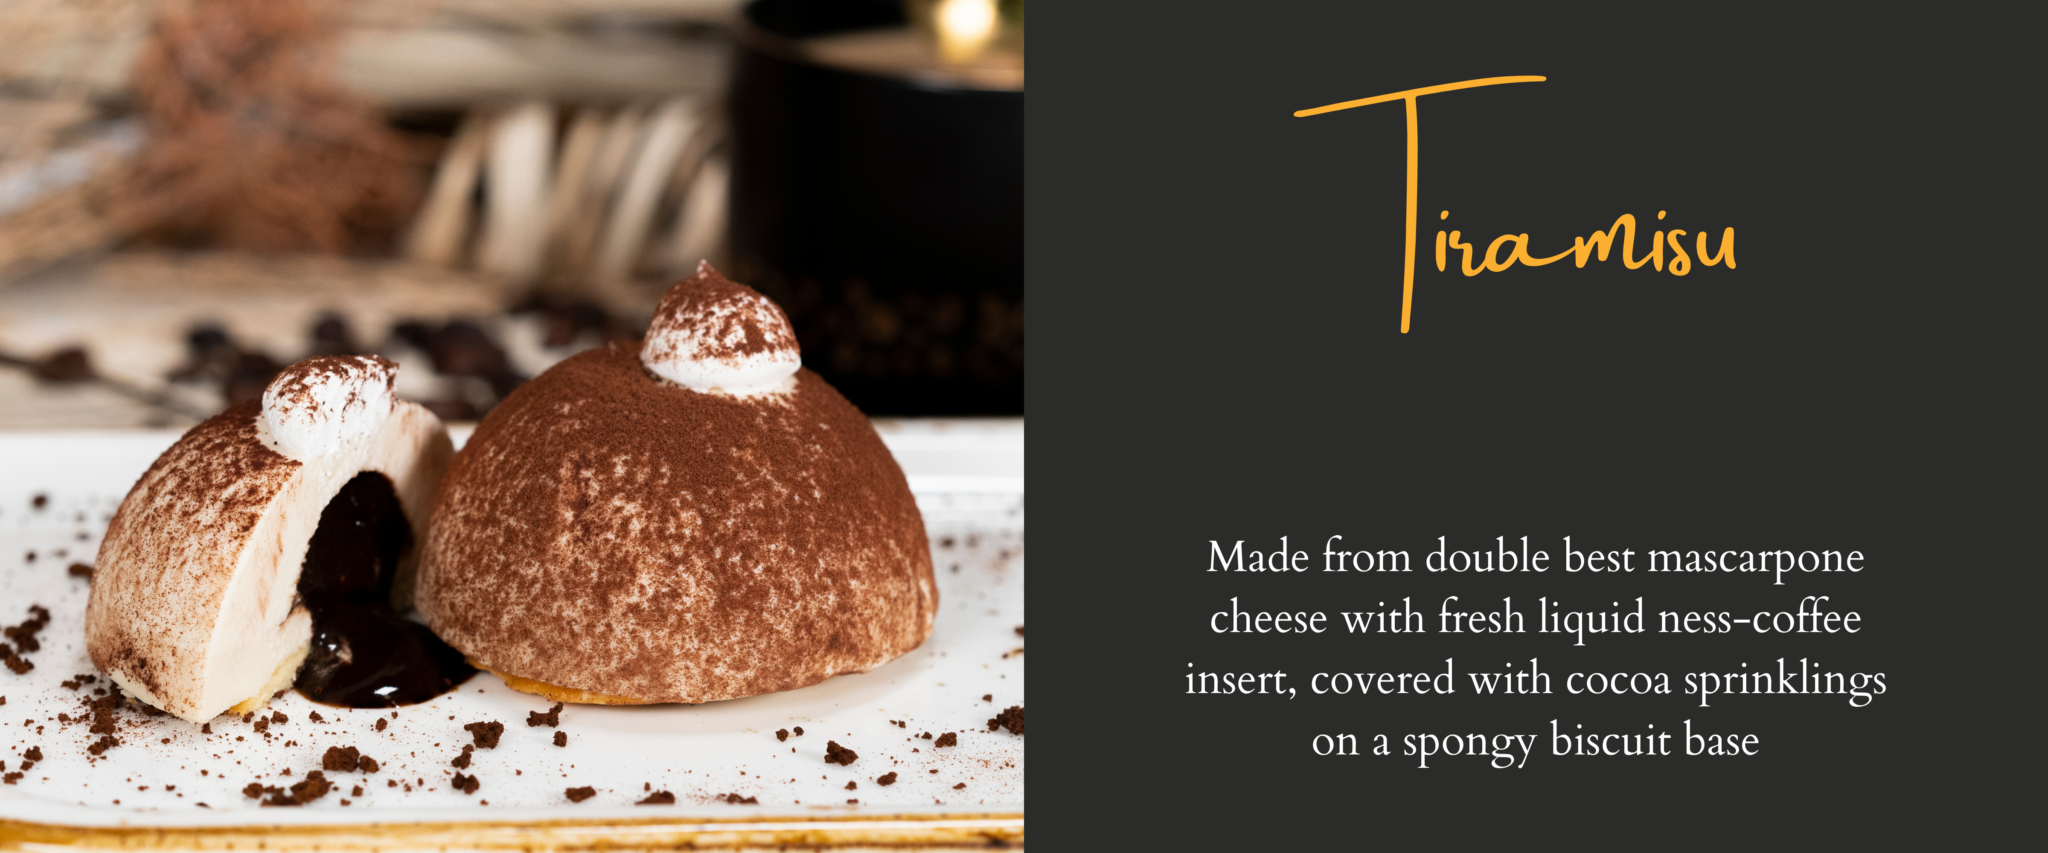 Tiramisu
Made from double best mascarpone
cheese with fresh liquid ness-coffee
insert, covered with cocoa sprinklings
on a spongy biscuit base